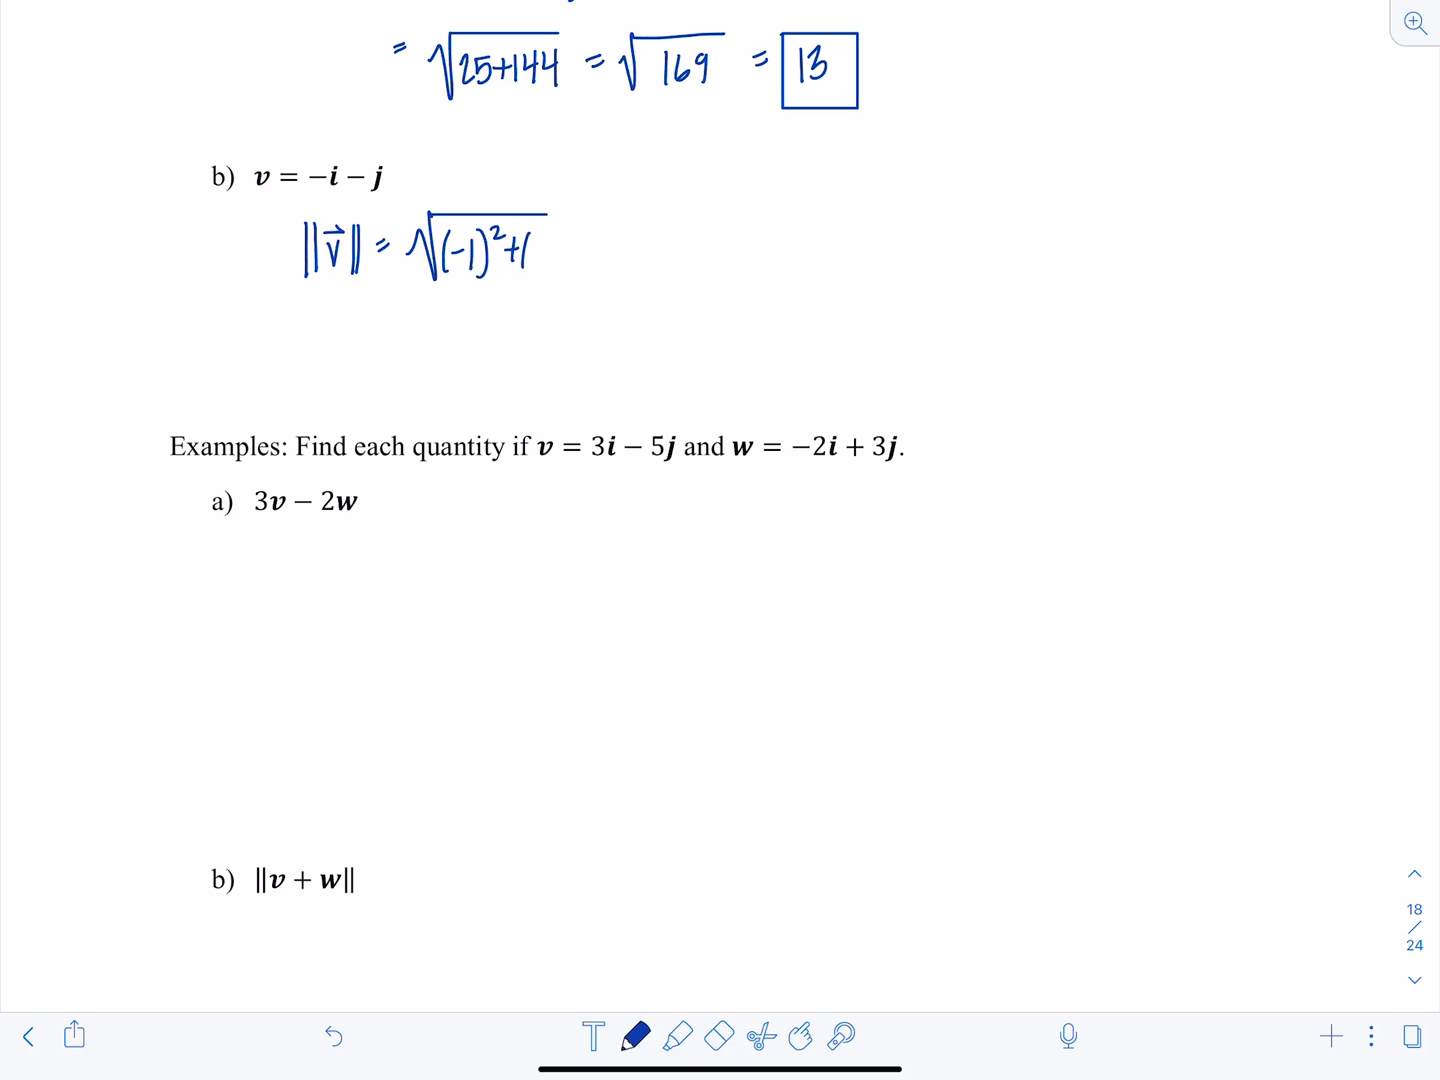 = √25+144 = √169 = 13
b) v = −i − j
‖v⃗‖ = √(-1)²+(
Examples: Find each quantity if v = 3i − 5j and w = −2i + 3j.
a) 3v − 2w
b) ‖v + w‖
18
/
24
T